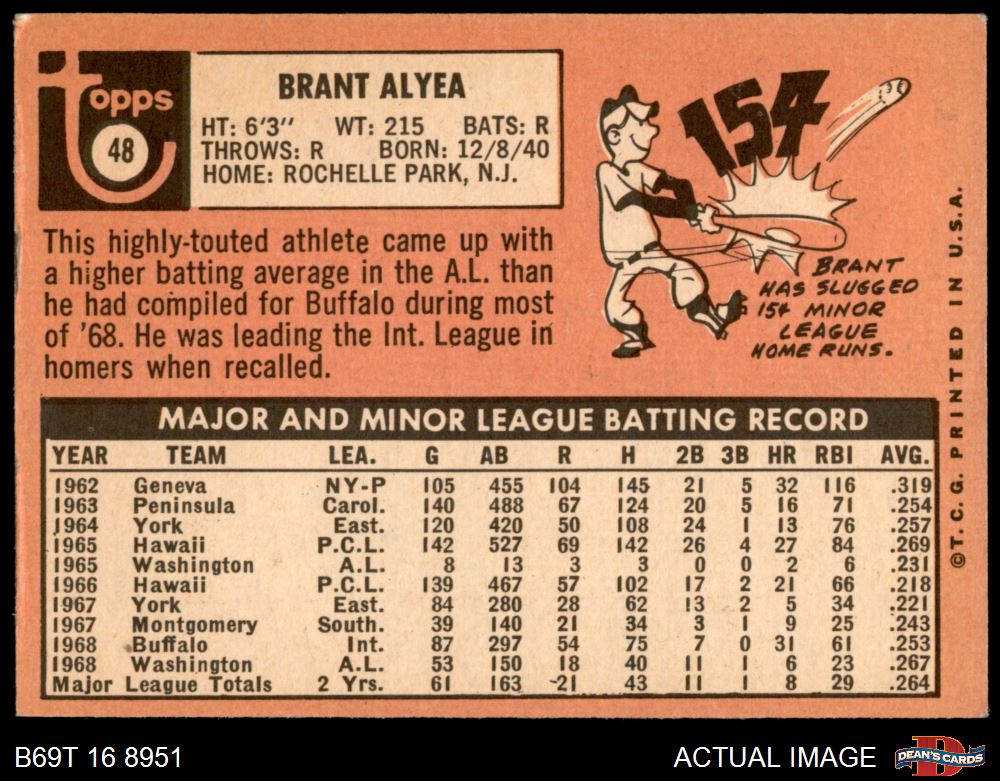 Topps
48
BRANT ALYEA
HT: 6'3" WT: 215 BATS: R
THROWS: R BORN: 12/8/40
HOME: ROCHELLE PARK, N.J.
This highly-touted athlete came up with
a higher batting average in the A.L. than
he had compiled for Buffalo during most
of '68. He was leading the Int. League in
homers when recalled.
154
BRANT
HAS SLUGGED
154 MINOR
LEAGUE
HOME RUNS.
©T.C.G. PRINTED IN U.S.A.
MAJOR AND MINOR LEAGUE BATTING RECORD
YEAR TEAM LEA. G AB R H 2B 3B HR RBI AVG.
1962 Geneva NY-P 105 455 104 145 21 5 32 116 .319
1963 Peninsula Carol. 140 488 67 124 20 5 16 71 .254
1964 York East. 120 420 50 108 24 1 13 76 .257
1965 Hawaii P.C.L. 142 527 69 142 26 4 27 84 .269
1965 Washington A.L. 8 13 3 3 0 0 2 6 .231
1966 Hawaii P.C.L. 139 467 57 102 17 2 21 66 .218
1967 York East. 84 280 28 62 13 2 5 34 .221
1967 Montgomery South. 39 140 21 34 3 1 9 25 .243
1968 Buffalo Int. 87 297 54 75 7 0 31 61 .253
1968 Washington A.L. 53 150 18 40 11 1 6 23 .267
Major League Totals 2 Yrs. 61 163 21 43 11 1 8 29 .264
B69T 16 8951
ACTUAL IMAGE
D
DEAN'S CARDS